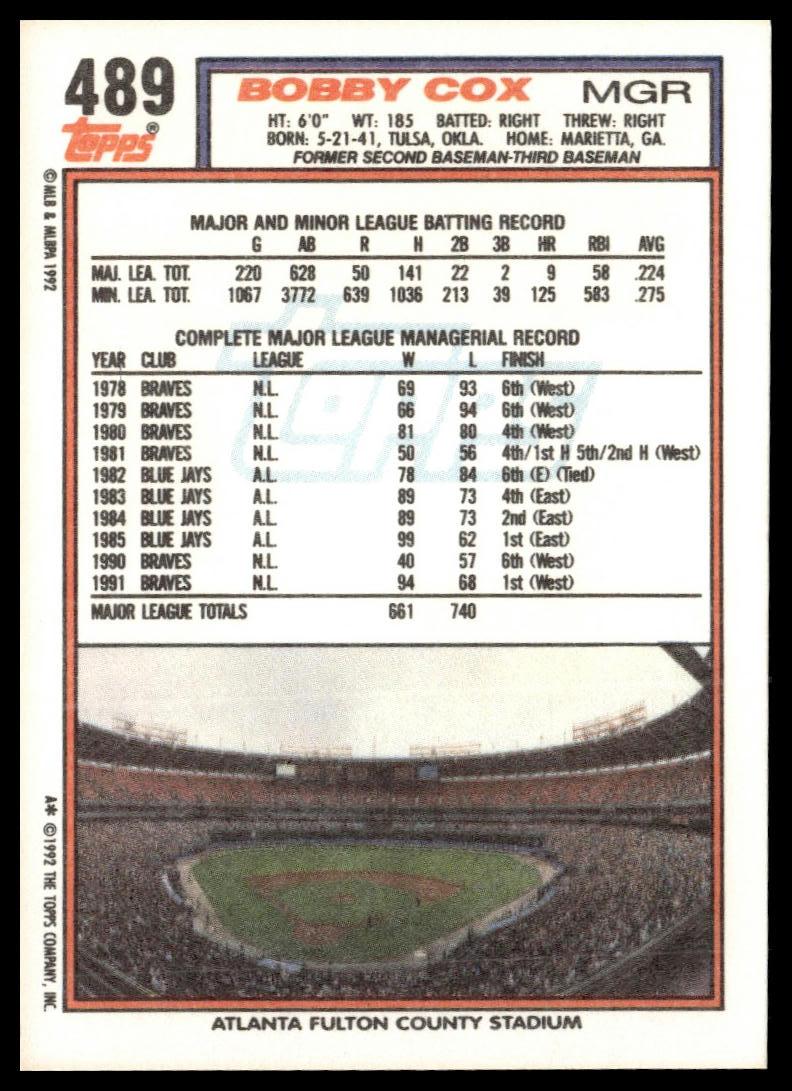 489
Topps®
BOBBY COX MGR
HT: 6'0" WT: 185 BATTED: RIGHT THREW: RIGHT
BORN: 5-21-41, TULSA, OKLA. HOME: MARIETTA, GA.
FORMER SECOND BASEMAN-THIRD BASEMAN
© MLB & MLBPA 1992
MAJOR AND MINOR LEAGUE BATTING RECORD
G AB R H 2B 3B HR RBI AVG
MAJ. LEA. TOT. 220 628 50 141 22 2 9 58 .224
MIN. LEA. TOT. 1067 3772 639 1036 213 39 125 583 .275
Topps
COMPLETE MAJOR LEAGUE MANAGERIAL RECORD
YEAR CLUB LEAGUE W L FINISH
1978 BRAVES N.L. 69 93 6th (West)
1979 BRAVES N.L. 66 94 6th (West)
1980 BRAVES N.L. 81 80 4th (West)
1981 BRAVES N.L. 50 56 4th/1st H 5th/2nd H (West)
1982 BLUE JAYS A.L. 78 84 6th (E) (Tied)
1983 BLUE JAYS A.L. 89 73 4th (East)
1984 BLUE JAYS A.L. 89 73 2nd (East)
1985 BLUE JAYS A.L. 99 62 1st (East)
1990 BRAVES N.L. 40 57 6th (West)
1991 BRAVES N.L. 94 68 1st (West)
MAJOR LEAGUE TOTALS 661 740
A* ©1992 THE TOPPS COMPANY, INC.
ATLANTA FULTON COUNTY STADIUM